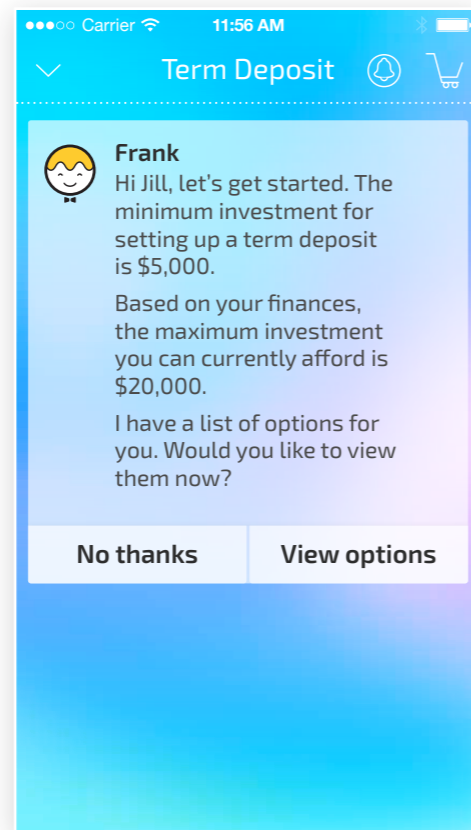 Carrier 11:56 AM
Term Deposit
Frank
Hi Jill, let’s get started. The
minimum investment for
setting up a term deposit
is $5,000.
Based on your finances,
the maximum investment
you can currently afford is
$20,000.
I have a list of options for
you. Would you like to view
them now?
No thanks View options